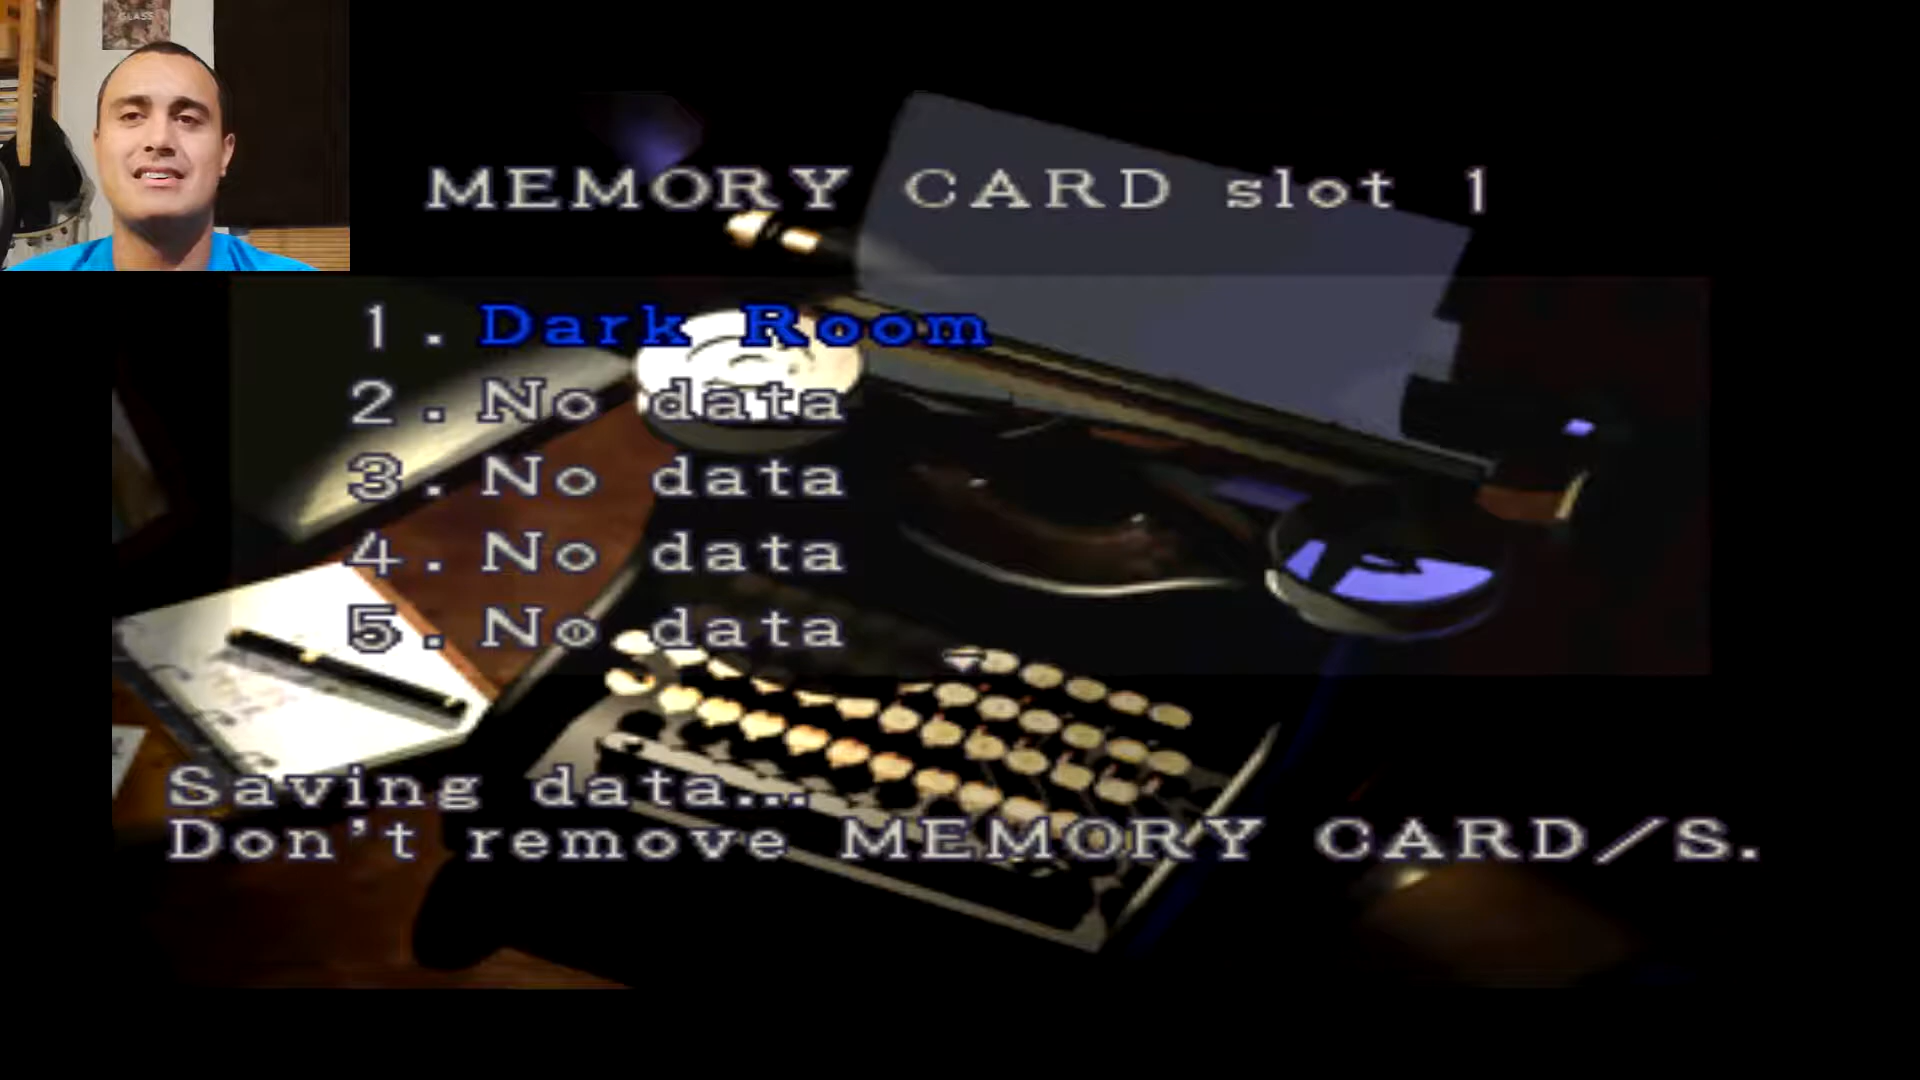 GLASS
MEMORY CARD slot 1
1. Dark Room
2. No data
3. No data
4. No data
5. No data
Saving data...
Don't remove MEMORY CARD/S.